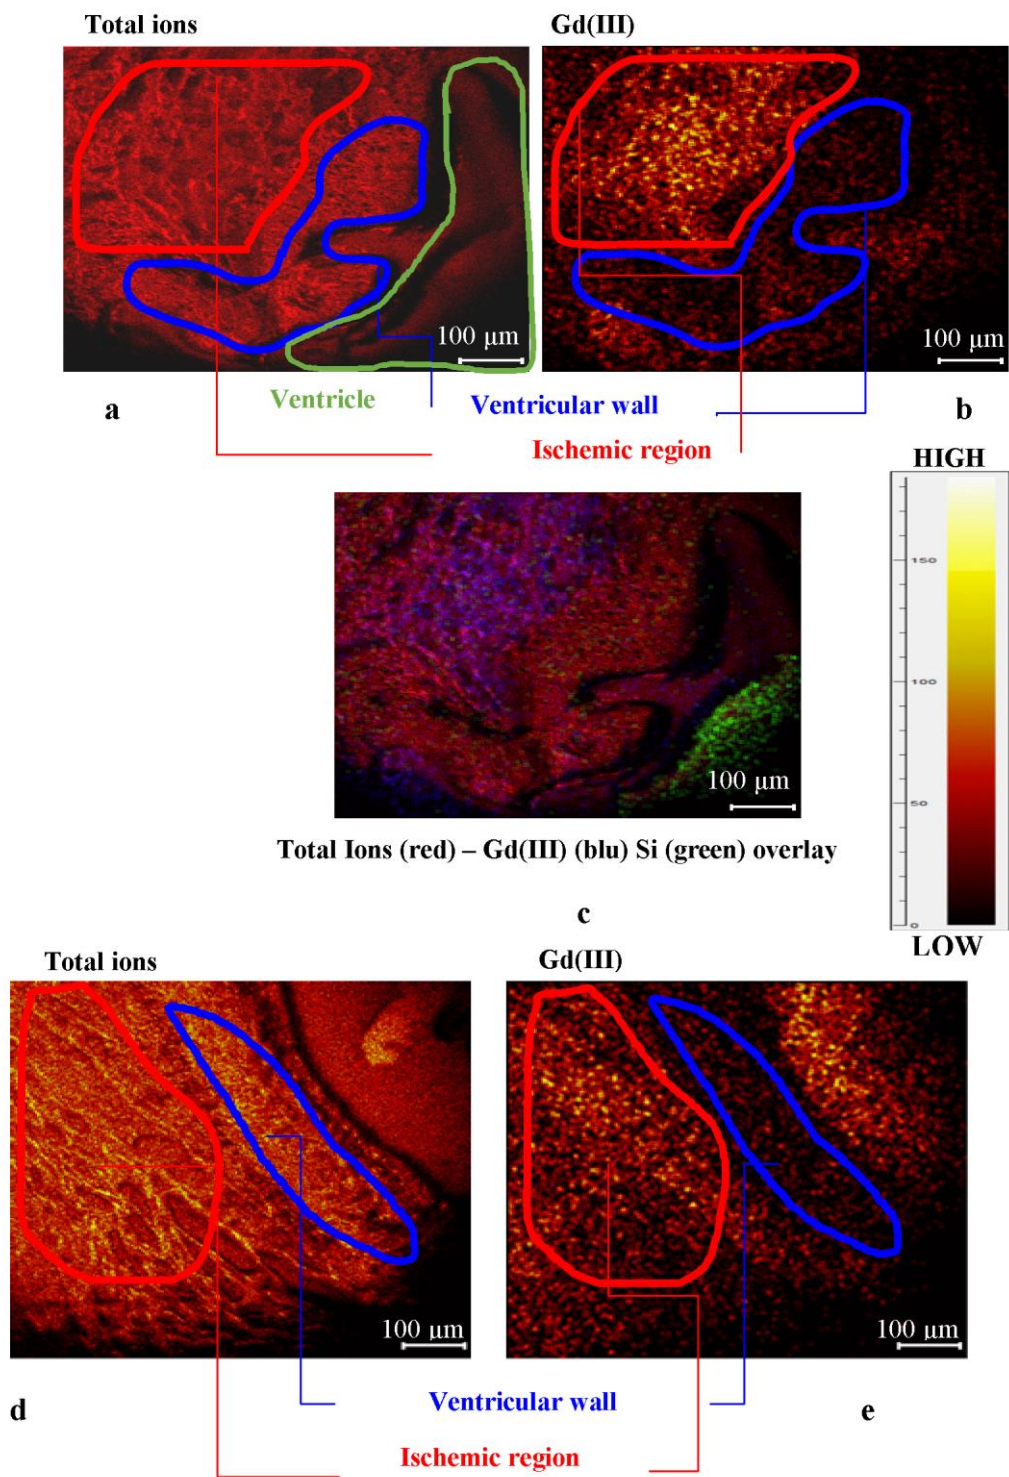 Total ions
Gd(III)
100 µm
100 µm
a
Ventricle
Ventricular wall
b
Ischemic region
HIGH
150
100
50
0
LOW
100 µm
Total Ions (red) – Gd(III) (blu) Si (green) overlay
c
Total ions
Gd(III)
100 µm
100 µm
d
Ventricular wall
e
Ischemic region